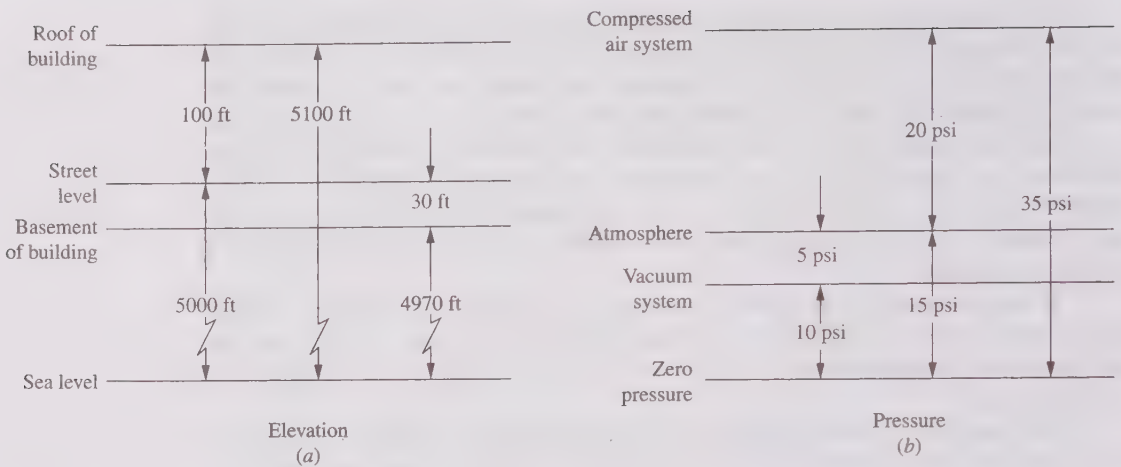 Roof of
building
100 ft
5100 ft
Street
level
30 ft
Basement
of building
5000 ft
4970 ft
Sea level
Elevation
(a)
Compressed
air system
20 psi
35 psi
Atmosphere
5 psi
Vacuum
system
15 psi
10 psi
Zero
pressure
Pressure
(b)